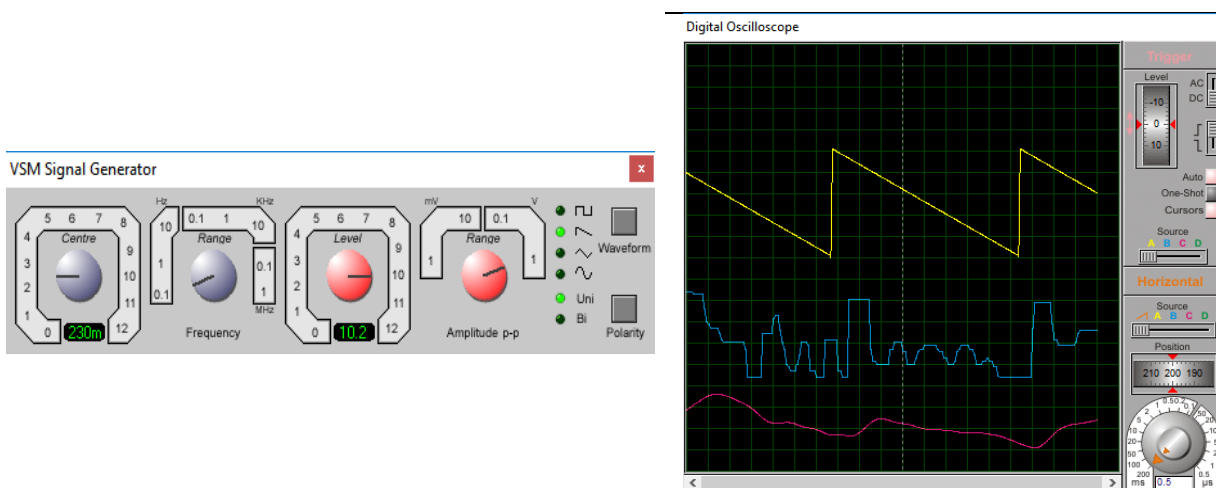 Digital Oscilloscope
Trigger
Level
AC
DC
-10
0
10
Auto
One-Shot
Cursors
Source
A B C D
Horizontal
Source
A B C D
Position
210 200 190
200
ms
0.5
0.5
µs
VSM Signal Generator
x
0 1 2 3 4 5 6 7 8 9 10 11 12
Centre
230m
Hz
KHz
0.1 1 10 0.1 1 10 0.1 1
MHz
Range
Frequency
0 1 2 3 4 5 6 7 8 9 10 11 12
Level
10.2
mV
V
1 10 0.1 1
Range
Amplitude p-p
Uni
Bi
Waveform
Polarity